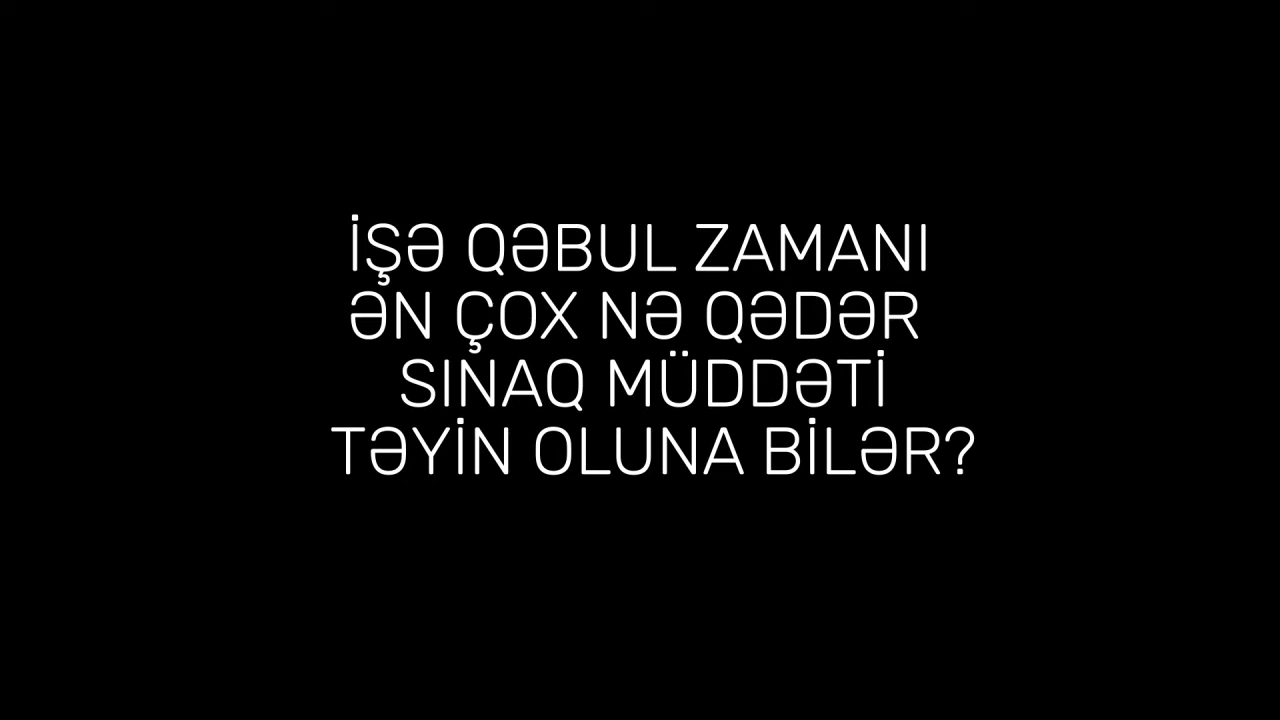 İŞƏ QƏBUL ZAMANI
ƏN ÇOX NƏ QƏDƏR
SINAQ MÜDDƏTİ
TƏYİN OLUNA BİLƏR?